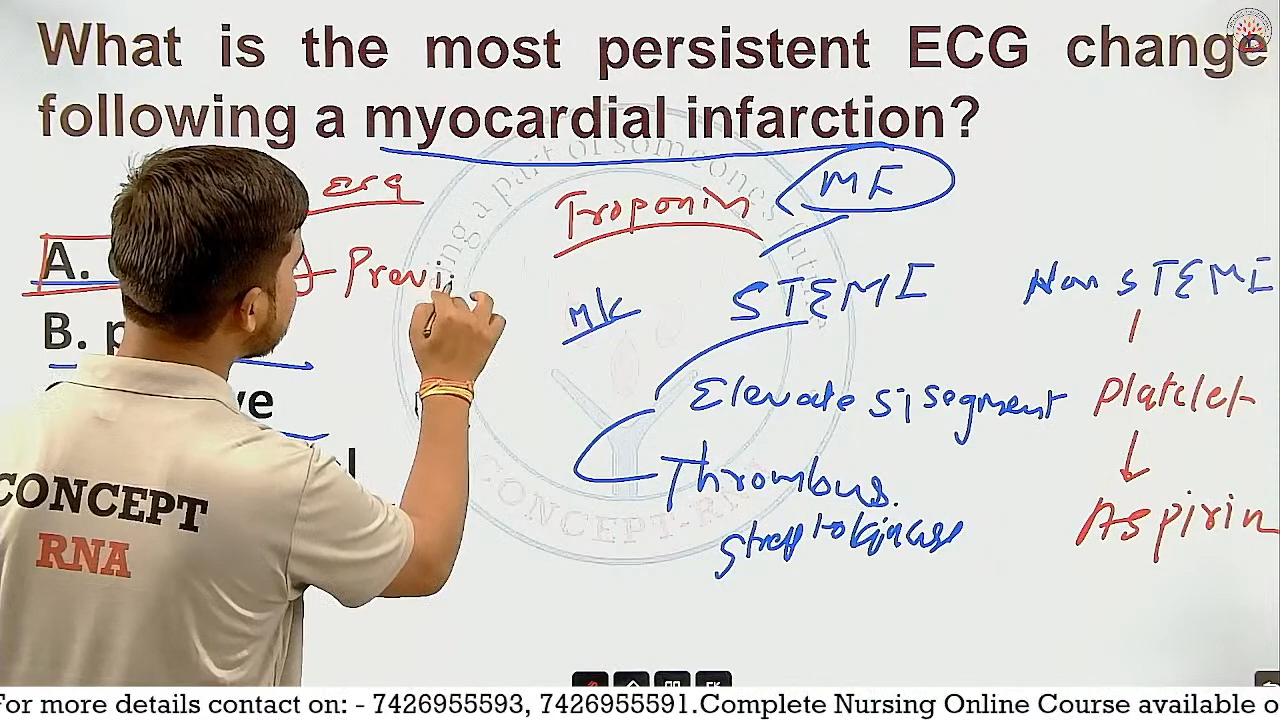 What is the most persistent ECG change
following a myocardial infarction?
MI
Troponin
A.
Previ
MK
STEMI
Non STEMI
B. p
ve
Elevate ST segment
Platelet
Thrombus.
streptokinase
Aspirin
CONCEPT
RNA
CONCEPT-RNA
For more details contact on: - 7426955593, 7426955591.Complete Nursing Online Course available o